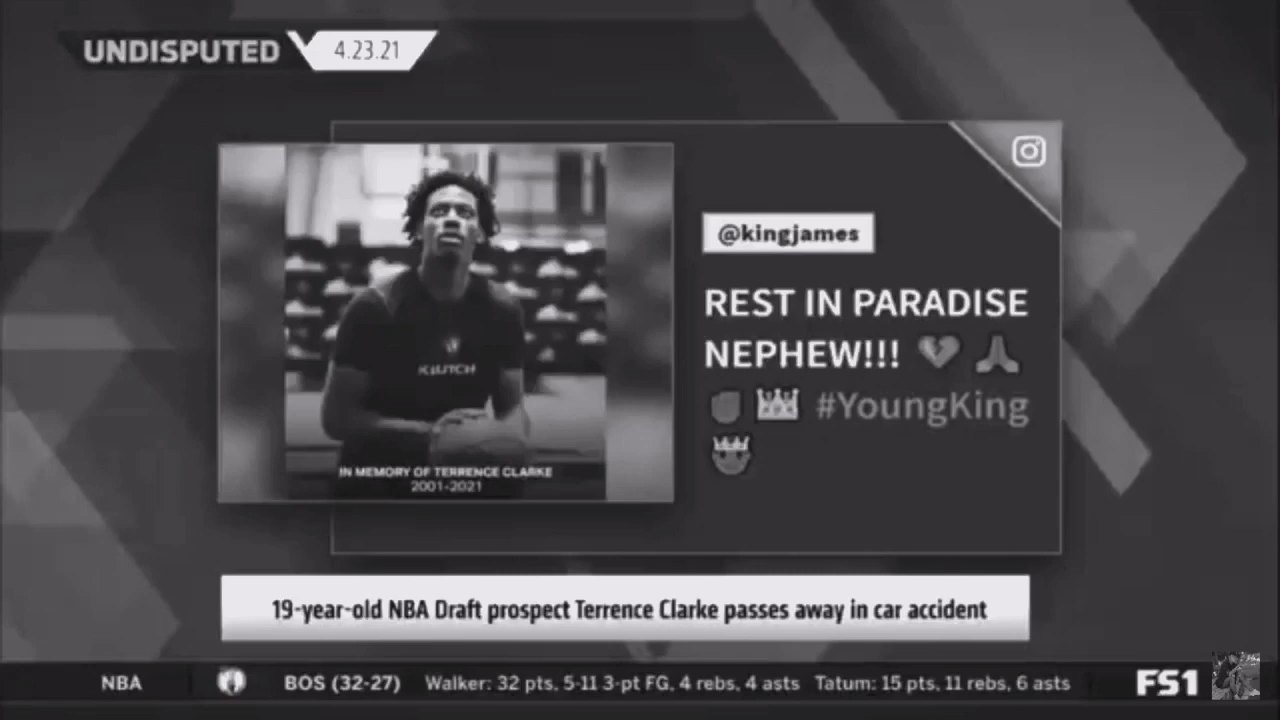 UNDISPUTED
4.23.21
@kingjames
REST IN PARADISE
NEPHEW!!! 💔 🙏
✊ 👑 #YoungKing
🤴
KLUTCH
IN MEMORY OF TERRENCE CLARKE
2001-2021
19-year-old NBA Draft prospect Terrence Clarke passes away in car accident
NBA BOS (32-27) Walker: 32 pts, 5-11 3-pt FG, 4 rebs, 4 asts Tatum: 15 pts, 11 rebs, 6 asts FS1